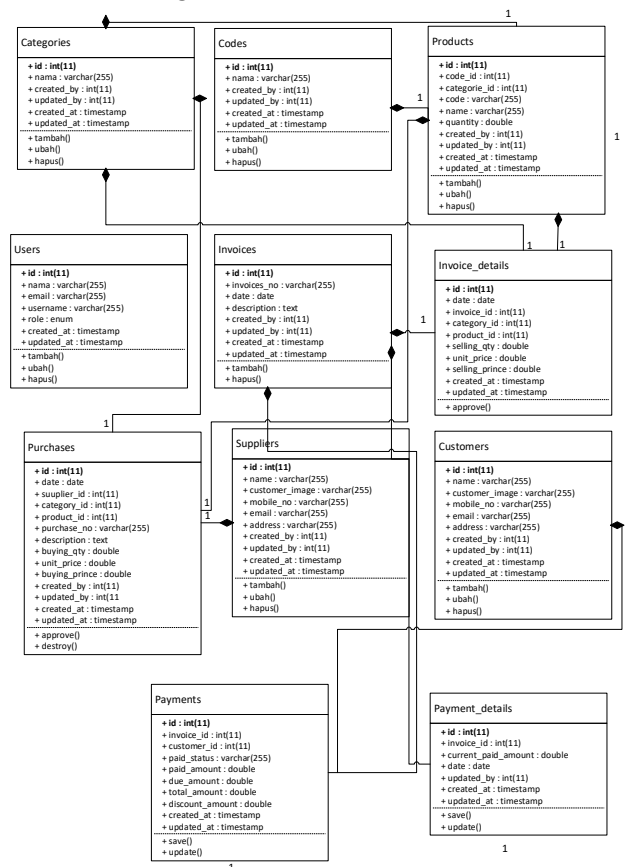 1
Categories
+ id : int(11)
+ nama : varchar(255)
+ created_by : int(11)
+ updated_by : int(11)
+ created_at : timestamp
+ updated_at : timestamp
+ tambah()
+ ubah()
+ hapus()
Codes
+ id : int(11)
+ nama : varchar(255)
+ created_by : int(11)
+ updated_by : int(11)
+ created_at : timestamp
+ updated_at : timestamp
+ tambah()
+ ubah()
+ hapus()
1
Products
+ id : int(11)
+ code_id : int(11)
+ categorie_id : int(11)
+ code : varchar(255)
+ name : varchar(255)
+ quantity : double
+ created_by : int(11)
+ updated_by : int(11)
+ created_at : timestamp
+ updated_at : timestamp
+ tambah()
+ ubah()
+ hapus()
1
1
1
Users
+ id : int(11)
+ nama : varchar(255)
+ email : varchar(255)
+ username : varchar(255)
+ role : enum
+ created_at : timestamp
+ updated_at : timestamp
+ tambah()
+ ubah()
+ hapus()
Invoices
+ id : int(11)
+ invoices_no : varchar(255)
+ date : date
+ description : text
+ created_by : int(11)
+ updated_by : int(11)
+ created_at : timestamp
+ updated_at : timestamp
+ tambah()
+ hapus()
1
Invoice_details
+ id : int(11)
+ date : date
+ invoice_id : int(11)
+ category_id : int(11)
+ product_id : int(11)
+ selling_qty : double
+ unit_price : double
+ selling_prince : double
+ created_at : timestamp
+ updated_at : timestamp
+ approve()
1
Purchases
+ id : int(11)
+ date : date
+ suuplier_id : int(11)
+ category_id : int(11)
+ product_id : int(11)
+ purchase_no : varchar(255)
+ description : text
+ buying_qty : double
+ unit_price : double
+ buying_prince : double
+ created_by : int(11)
+ updated_by : int(11
+ created_at : timestamp
+ updated_at : timestamp
+ approve()
+ destroy()
1
1
Suppliers
+ id : int(11)
+ name : varchar(255)
+ customer_image : varchar(255)
+ mobile_no : varchar(255)
+ email : varchar(255)
+ address : varchar(255)
+ created_by : int(11)
+ updated_by : int(11)
+ created_at : timestamp
+ updated_at : timestamp
+ tambah()
+ ubah()
+ hapus()
Customers
+ id : int(11)
+ name : varchar(255)
+ customer_image : varchar(255)
+ mobile_no : varchar(255)
+ email : varchar(255)
+ address : varchar(255)
+ created_by : int(11)
+ updated_by : int(11)
+ created_at : timestamp
+ updated_at : timestamp
+ tambah()
+ ubah()
+ hapus()
Payments
+ id : int(11)
+ invoice_id : int(11)
+ customer_id : int(11)
+ paid_status : varchar(255)
+ paid_amount : double
+ due_amount : double
+ total_amount : double
+ discount_amount : double
+ created_at : timestamp
+ updated_at : timestamp
+ save()
+ update()
Payment_details
+ id : int(11)
+ invoice_id : int(11)
+ current_paid_amount : double
+ date : date
+ updated_by : int(11)
+ created_at : timestamp
+ updated_at : timestamp
+ save()
+ update()
1